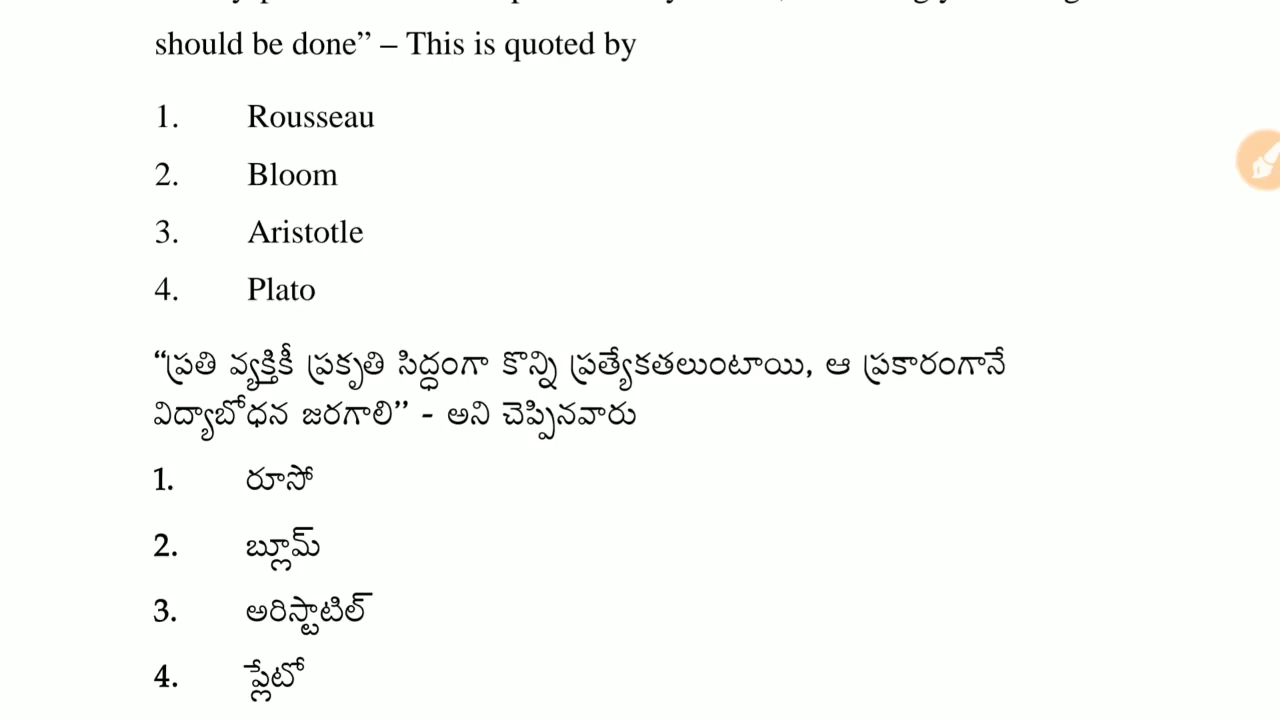 should be done” – This is quoted by
1. Rousseau
2. Bloom
3. Aristotle
4. Plato
“ప్రతి వ్యక్తికీ ప్రకృతి సిద్ధంగా కొన్ని ప్రత్యేకతలుంటాయి, ఆ ప్రకారంగానే
విద్యాబోధన జరగాలి” - అని చెప్పినవారు
1. రూసో
2. బ్లూమ్
3. అరిస్టాటిల్
4. ప్లేటో